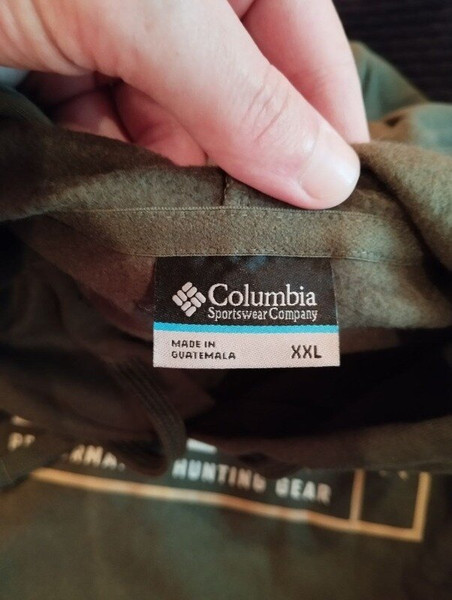 Columbia
Sportswear Company
MADE IN
GUATEMALA
XXL
HUNTING GEAR